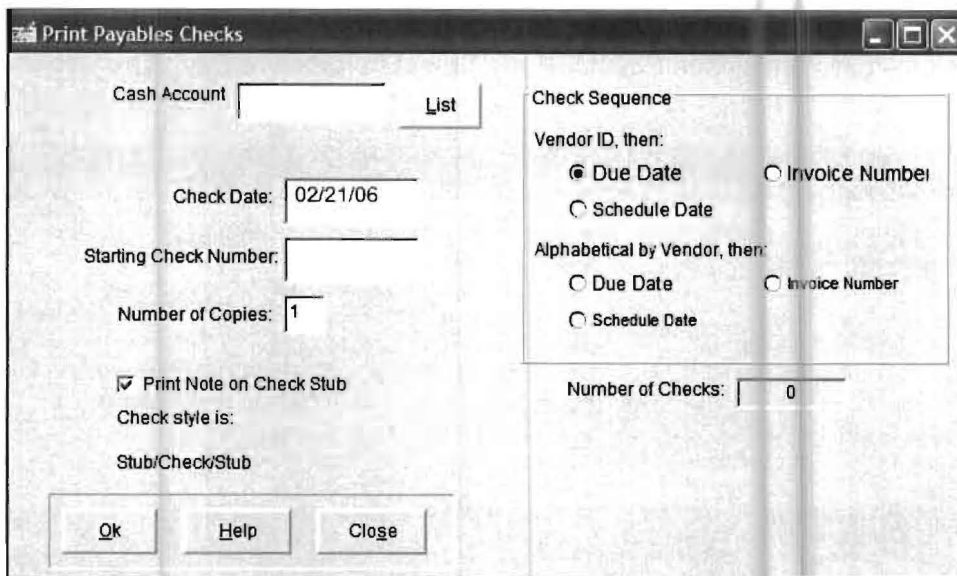 Print Payables Checks
Cash Account
List
Check Date: 02/21/06
Starting Check Number:
Number of Copies: 1
Print Note on Check Stub
Check style is:
Stub/Check/Stub
Ok Help Close
Check Sequence
Vendor ID, then:
Due Date Invoice Number
Schedule Date
Alphabetical by Vendor, then:
Due Date Invoice Number
Schedule Date
Number of Checks: 0